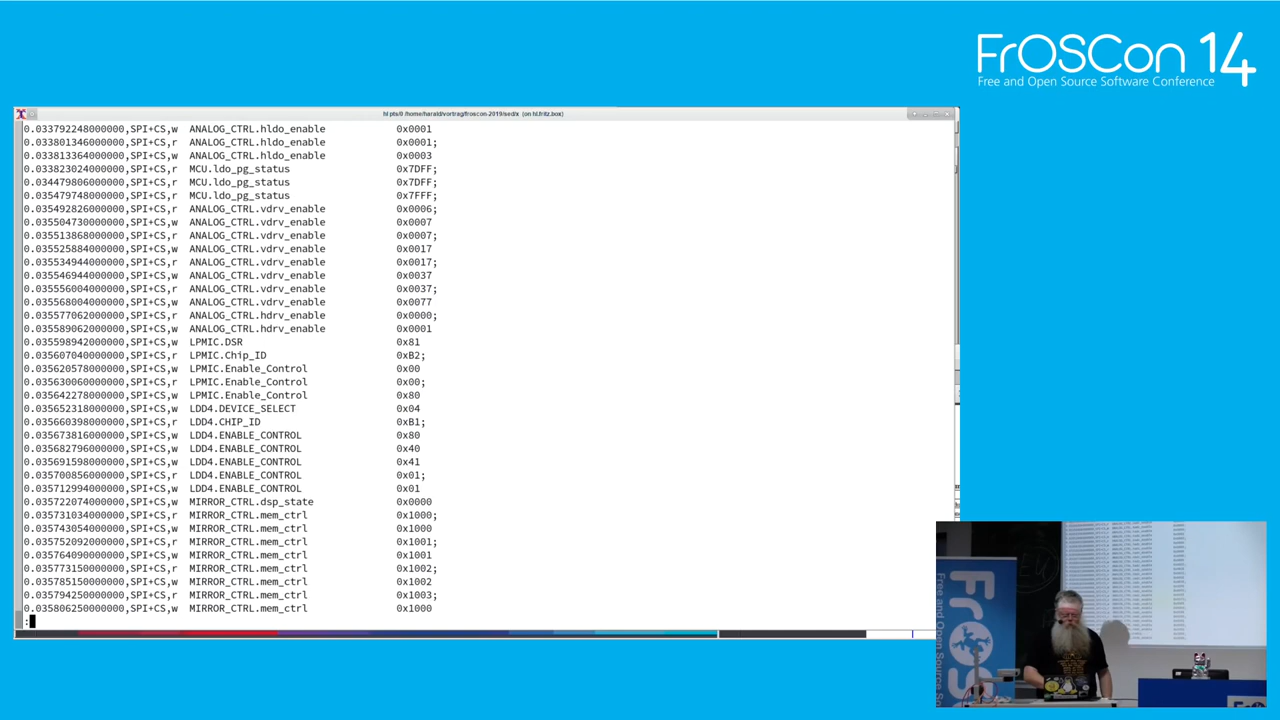 FrOSCon 14
Free and Open Source Software Conference
hl pts/0 /home/harald/vortrag/froscon-2019/sed/x (on hl.fritz.box)
0.033792248000000,SPI+CS,w ANALOG_CTRL.hldo_enable 0x0001
0.033801346000000,SPI+CS,r ANALOG_CTRL.hldo_enable 0x0001;
0.033813364000000,SPI+CS,w ANALOG_CTRL.hldo_enable 0x0003
0.033823024000000,SPI+CS,r MCU.ldo_pg_status 0x7DFF;
0.034479806000000,SPI+CS,r MCU.ldo_pg_status 0x7DFF;
0.035479748000000,SPI+CS,r MCU.ldo_pg_status 0x7FFF;
0.035492826000000,SPI+CS,r ANALOG_CTRL.vdrv_enable 0x0006;
0.035504730000000,SPI+CS,w ANALOG_CTRL.vdrv_enable 0x0007
0.035513868000000,SPI+CS,r ANALOG_CTRL.vdrv_enable 0x0007;
0.035525884000000,SPI+CS,w ANALOG_CTRL.vdrv_enable 0x0017
0.035534944000000,SPI+CS,r ANALOG_CTRL.vdrv_enable 0x0017;
0.035546944000000,SPI+CS,w ANALOG_CTRL.vdrv_enable 0x0037
0.035556004000000,SPI+CS,r ANALOG_CTRL.vdrv_enable 0x0037;
0.035568004000000,SPI+CS,w ANALOG_CTRL.vdrv_enable 0x0077
0.035577062000000,SPI+CS,r ANALOG_CTRL.hdrv_enable 0x0000;
0.035589062000000,SPI+CS,w ANALOG_CTRL.hdrv_enable 0x0001
0.035598942000000,SPI+CS,w LPMIC.DSR 0x81
0.035607040000000,SPI+CS,r LPMIC.Chip_ID 0xB2;
0.035620578000000,SPI+CS,w LPMIC.Enable_Control 0x00
0.035630060000000,SPI+CS,r LPMIC.Enable_Control 0x00;
0.035642278000000,SPI+CS,w LPMIC.Enable_Control 0x80
0.035652318000000,SPI+CS,w LDD4.DEVICE_SELECT 0x04
0.035660398000000,SPI+CS,r LDD4.CHIP_ID 0xB1;
0.035673816000000,SPI+CS,w LDD4.ENABLE_CONTROL 0x80
0.035682796000000,SPI+CS,w LDD4.ENABLE_CONTROL 0x40
0.035691598000000,SPI+CS,w LDD4.ENABLE_CONTROL 0x41
0.035700856000000,SPI+CS,r LDD4.ENABLE_CONTROL 0x01;
0.035712994000000,SPI+CS,w LDD4.ENABLE_CONTROL 0x01
0.035722074000000,SPI+CS,w MIRROR_CTRL.dsp_state 0x0000
0.035731034000000,SPI+CS,r MIRROR_CTRL.mem_ctrl 0x1000;
0.035743054000000,SPI+CS,w MIRROR_CTRL.mem_ctrl 0x1000
0.035752092000000,SPI+CS,r MIRROR_CTRL.mem_ctrl 0x1001;
0.035764090000000,SPI+CS,w MIRROR_CTRL.mem_ctrl 0x1001
0.035773150000000,SPI+CS,r MIRROR_CTRL.mem_ctrl 0x1002;
0.035785150000000,SPI+CS,w MIRROR_CTRL.mem_ctrl 0x1002
0.035794250000000,SPI+CS,r MIRROR_CTRL.mem_ctrl 0x1003;
0.035806250000000,SPI+CS,w MIRROR_CTRL.mem_ctrl 0x1000
: